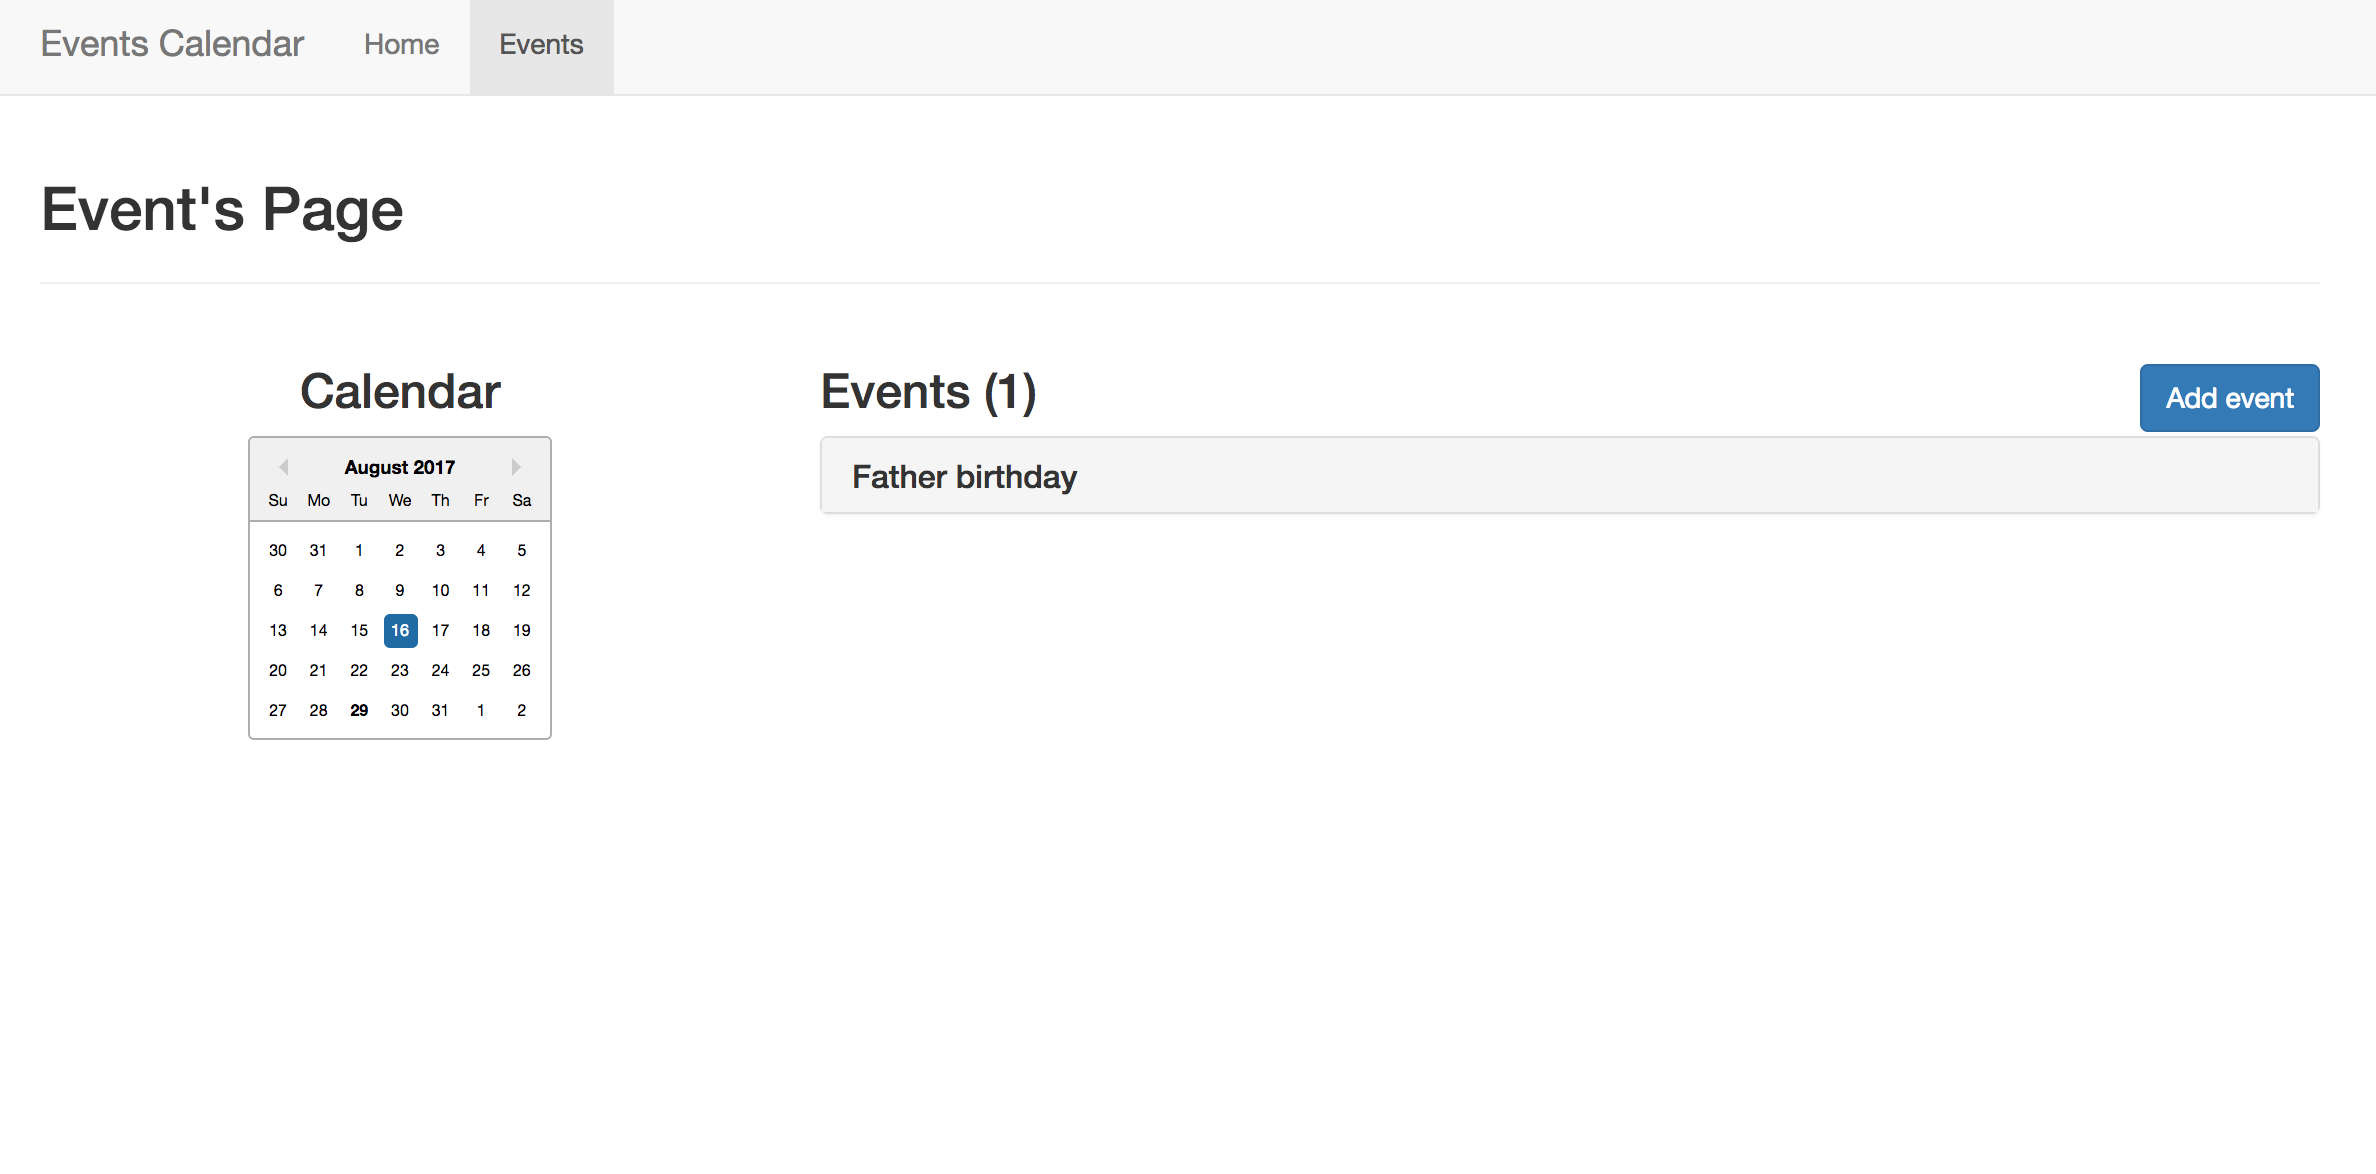 Events Calendar Home Events
Event's Page
Calendar
August 2017
Su Mo Tu We Th Fr Sa
30 31 1 2 3 4 5
6 7 8 9 10 11 12
13 14 15 16 17 18 19
20 21 22 23 24 25 26
27 28 29 30 31 1 2
Events (1)
Add event
Father birthday